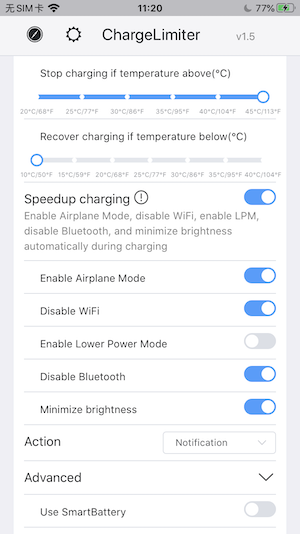 无SIM卡 11:20 77%
ChargeLimiter v1.5
Stop charging if temperature above(°C)
20°C/68°F 25°C/77°F 30°C/86°F 35°C/95°F 40°C/104°F 45°C/113°F
Recover charging if temperature below(°C)
10°C/50°F 15°C/59°F 20°C/68°F 25°C/77°F 30°C/86°F 35°C/95°F 40°C/104°F
Speedup charging
Enable Airplane Mode, disable WiFi, enable LPM,
disable Bluetooth, and minimize brightness
automatically during charging
Enable Airplane Mode
Disable WiFi
Enable Lower Power Mode
Disable Bluetooth
Minimize brightness
Action Notification
Advanced
Use SmartBattery